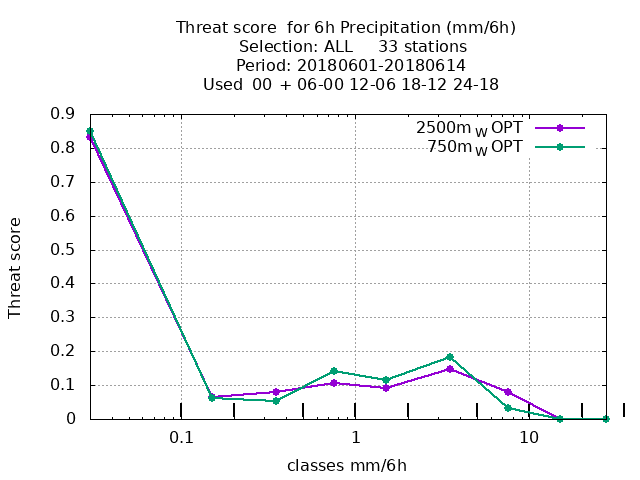 Threat score  for 6h Precipitation (mm/6h)
Selection: ALL     33 stations
Period: 20180601-20180614
Used  00  + 06-00 12-06 18-12 24-18
2500m_W OPT
750m_W OPT
0.9
0.8
0.7
0.6
0.5
0.4
0.3
0.2
0.1
0
Threat score
0.1 1 10
classes mm/6h